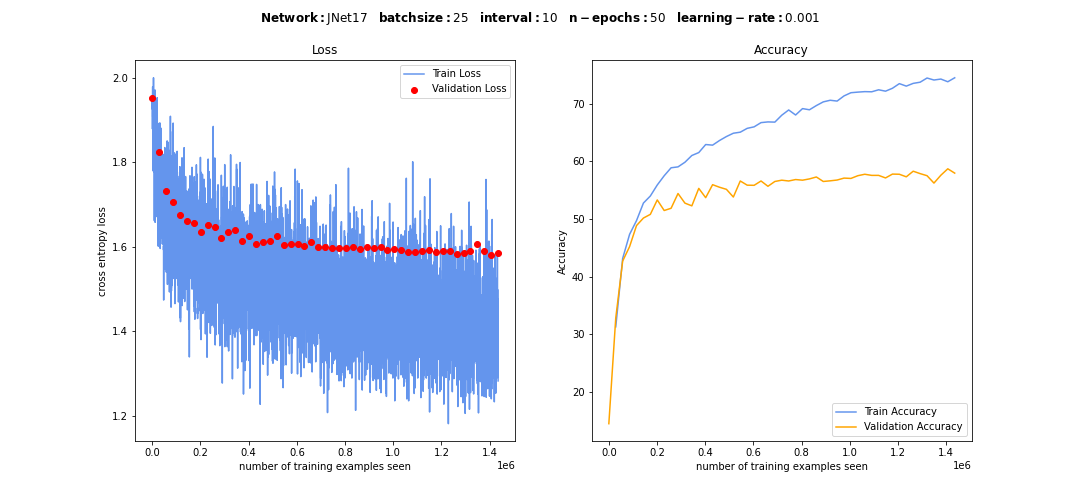 Network: JNet17 batchsize: 25 interval: 10 n−epochs: 50 learning−rate: 0.001
Loss
Train Loss
Validation Loss
2.0
1.8
1.6
1.4
1.2
cross entropy loss
0.0 0.2 0.4 0.6 0.8 1.0 1.2 1.4
1e6
number of training examples seen
Accuracy
70
60
50
40
30
20
Accuracy
Train Accuracy
Validation Accuracy
0.0 0.2 0.4 0.6 0.8 1.0 1.2 1.4
1e6
number of training examples seen